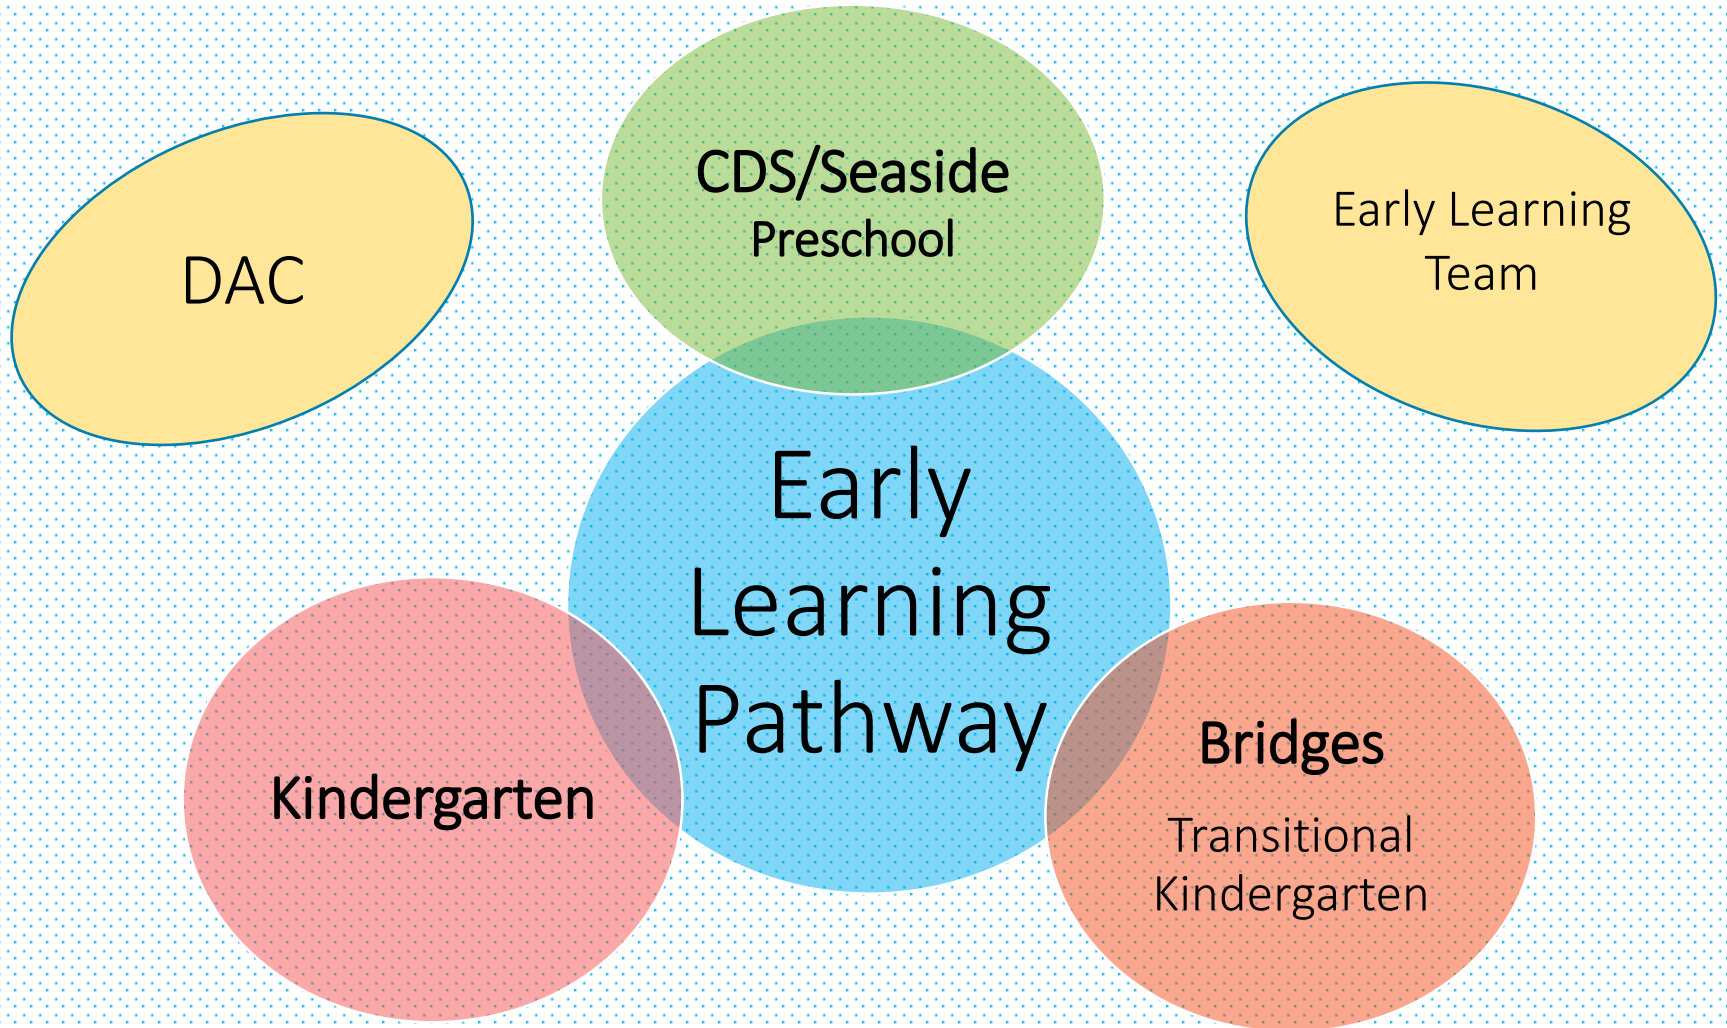 CDS/Seaside
Preschool
DAC
Early Learning
Team
Early
Learning
Pathway
Kindergarten
Bridges
Transitional
Kindergarten